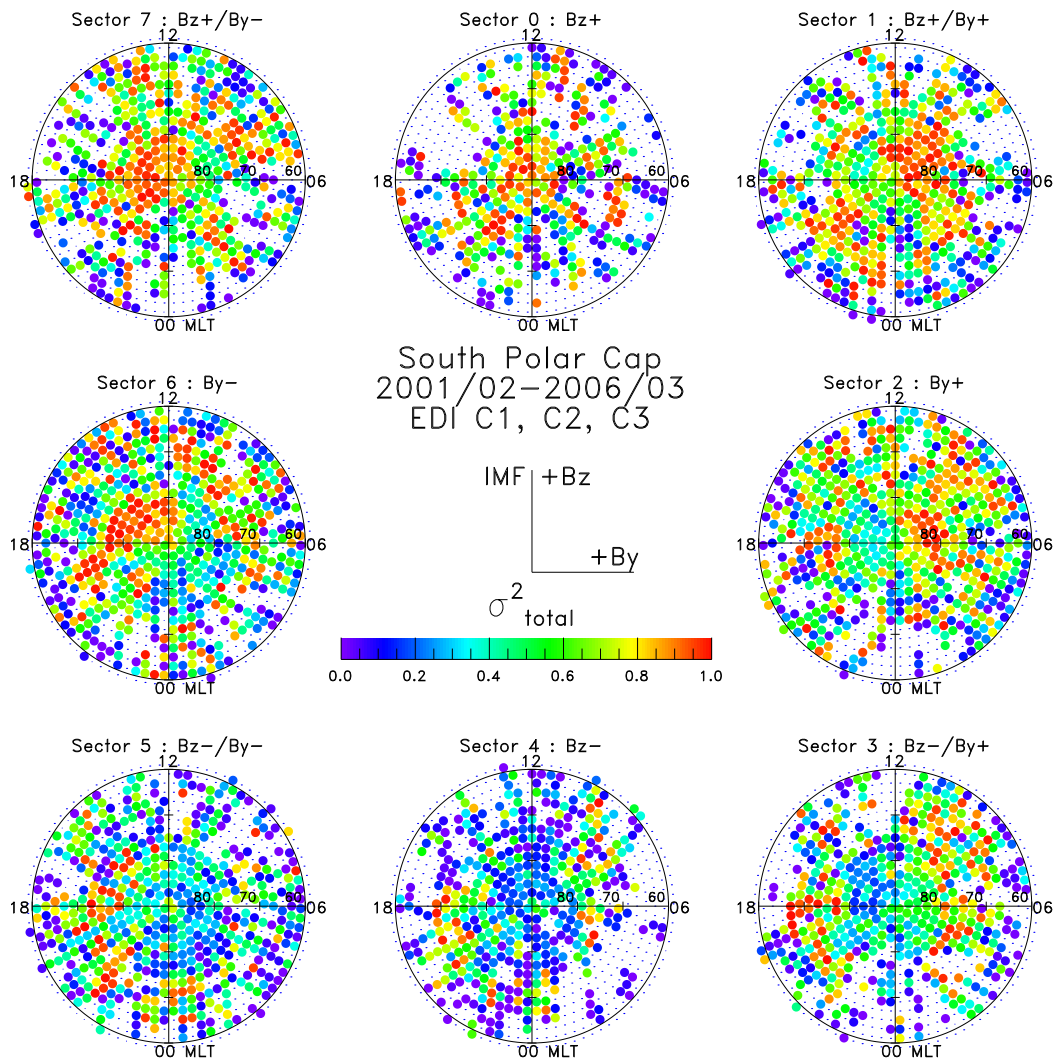 Sector 7 : Bz+/By−
12
18
80
70
60
06
00 MLT
Sector 0 : Bz+
12
18
80
70
60
06
00 MLT
Sector 1 : Bz+/By+
12
18
80
70
60
06
00 MLT
South Polar Cap
2001/02−2006/03
EDI C1, C2, C3
Sector 6 : By−
12
18
80
70
60
06
00 MLT
IMF +Bz
+By
σ² total
0.0 0.2 0.4 0.6 0.8 1.0
Sector 2 : By+
12
18
80
70
60
06
00 MLT
Sector 5 : Bz−/By−
12
18
80
70
60
06
00 MLT
Sector 4 : Bz−
12
18
80
70
60
06
00 MLT
Sector 3 : Bz−/By+
12
18
80
70
60
06
00 MLT